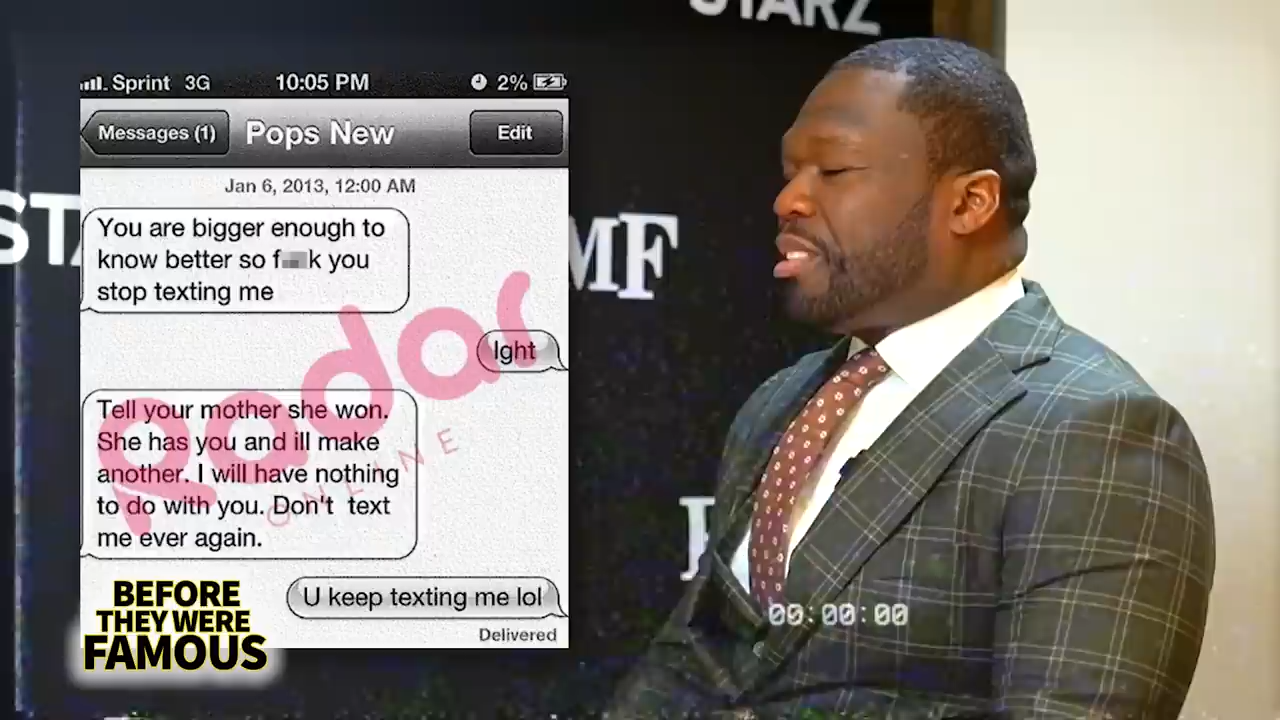 STARZ
Sprint 3G 10:05 PM 2%
Messages (1) Pops New Edit
Jan 6, 2013, 12:00 AM
You are bigger enough to
know better so f k you
stop texting me
Ight
Tell your mother she won.
She has you and ill make
another. I will have nothing
to do with you. Don't text
me ever again.
U keep texting me lol
Delivered
Radar
ONLINE
BEFORE
THEY WERE
FAMOUS
STA
MF
00:00:00